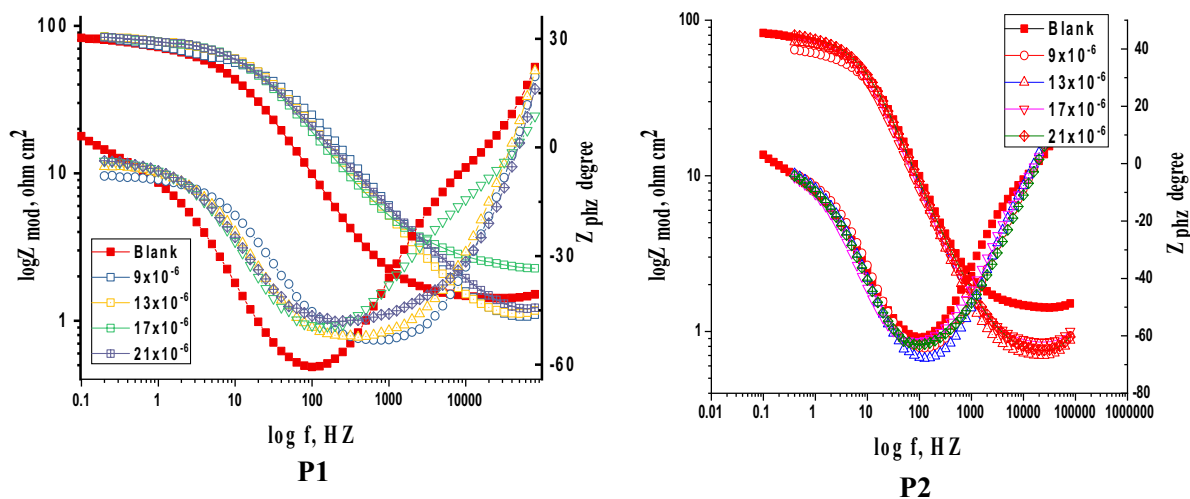 100
10
1
logZ mod, ohm cm2
30
0
-30
-60
Z phz degree
Blank
9x10-6
13x10-6
17x10-6
21x10-6
0.1 1 10 100 1000 10000
log f, HZ
P1
100
10
1
logZ mod, ohm cm2
40
20
0
-20
-40
-60
-80
Z phz degree
Blank
9x10-6
13x10-6
17x10-6
21x10-6
0.01 0.1 1 10 100 1000 10000 100000 1000000
log f, HZ
P2